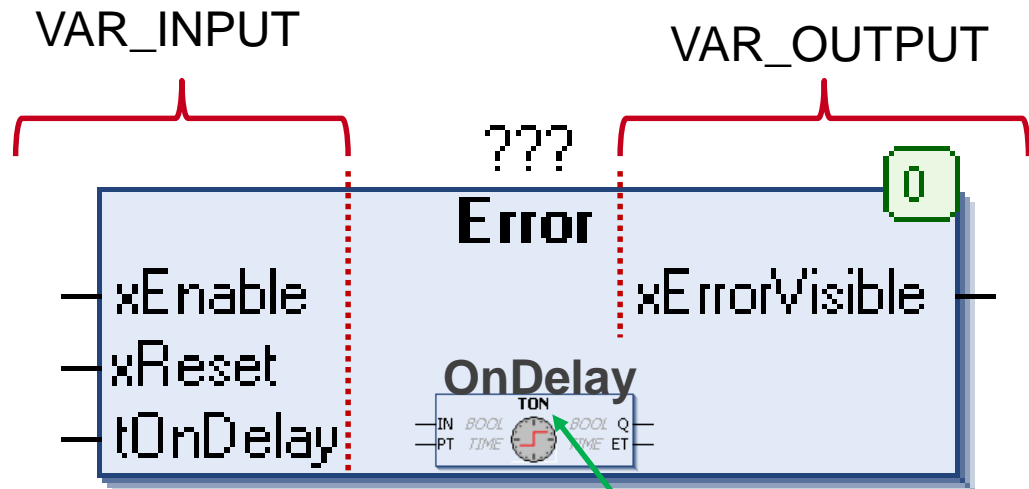 VAR_INPUT
VAR_OUTPUT
???
0
Error
xEnable
xErrorVisible
xReset
OnDelay
TON
tOnDelay
IN BOOL BOOL Q
PT TIME TIME ET